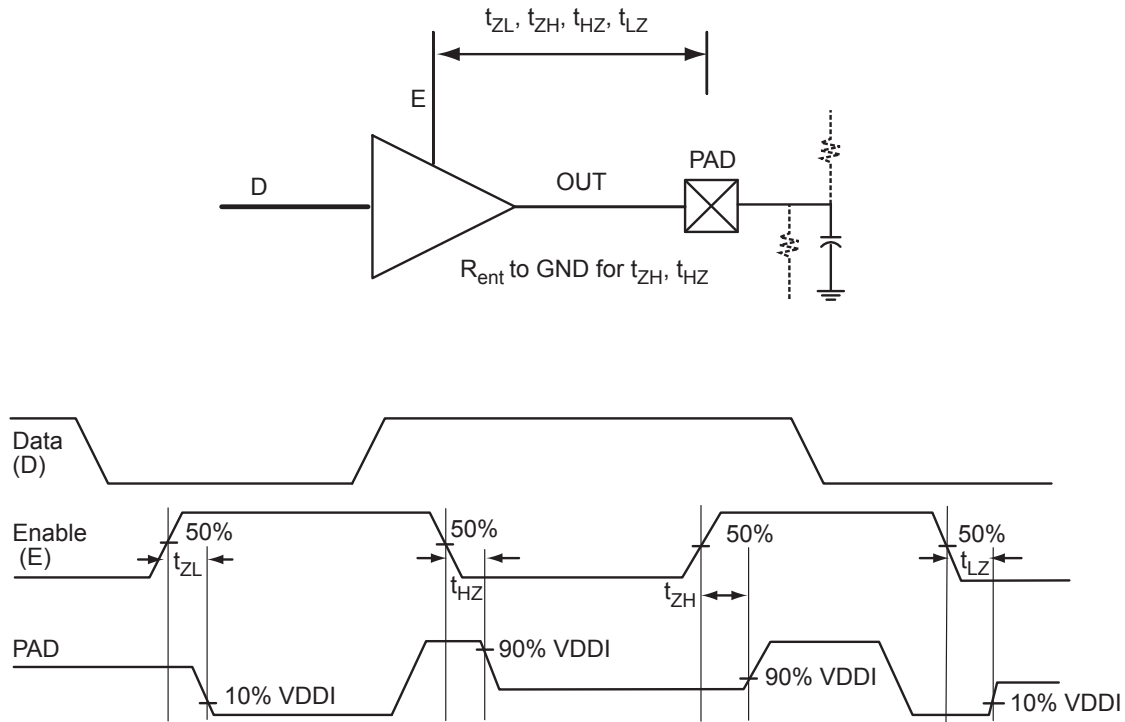 tZL, tZH, tHZ, tLZ
E
PAD
D
OUT
Rent to GND for tZH, tHZ
Data
(D)
Enable
(E)
50%
50%
50%
50%
tZL
tHZ
tZH
tLZ
PAD
90% VDDI
90% VDDI
10% VDDI
10% VDDI